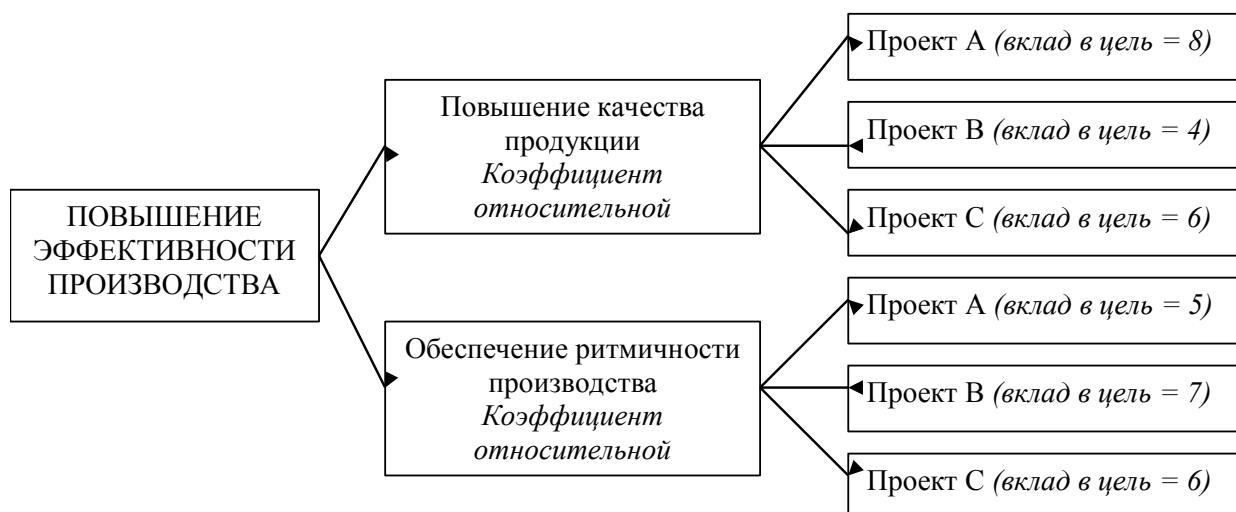 ПОВЫШЕНИЕ
ЭФФЕКТИВНОСТИ
ПРОИЗВОДСТВА
Повышение качества
продукции
Коэффициент
относительной
Обеспечение ритмичности
производства
Коэффициент
относительной
Проект А (вклад в цель = 8)
Проект В (вклад в цель = 4)
Проект С (вклад в цель = 6)
Проект А (вклад в цель = 5)
Проект В (вклад в цель = 7)
Проект С (вклад в цель = 6)